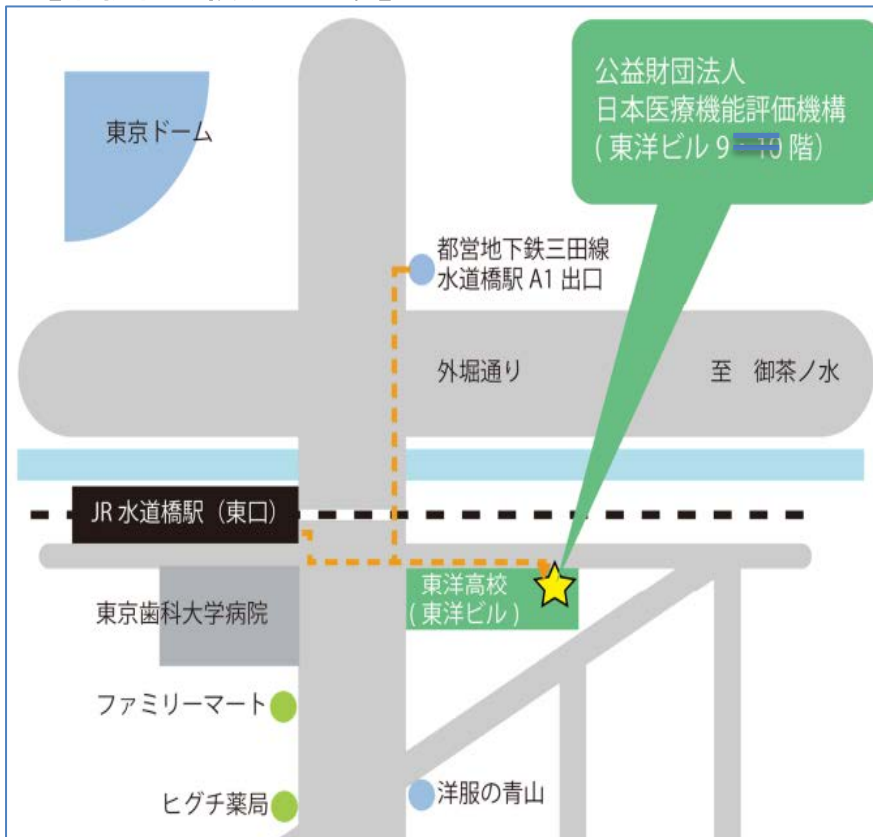 公益財団法人
日本医療機能評価機構
( 東洋ビル 9・10 階）
東京ドーム
都営地下鉄三田線
水道橋駅 A1 出口
外堀通り
至 御茶ノ水
JR 水道橋駅（東口）
東洋高校
( 東洋ビル )
東京歯科大学病院
ファミリーマート
ヒグチ薬局
洋服の青山